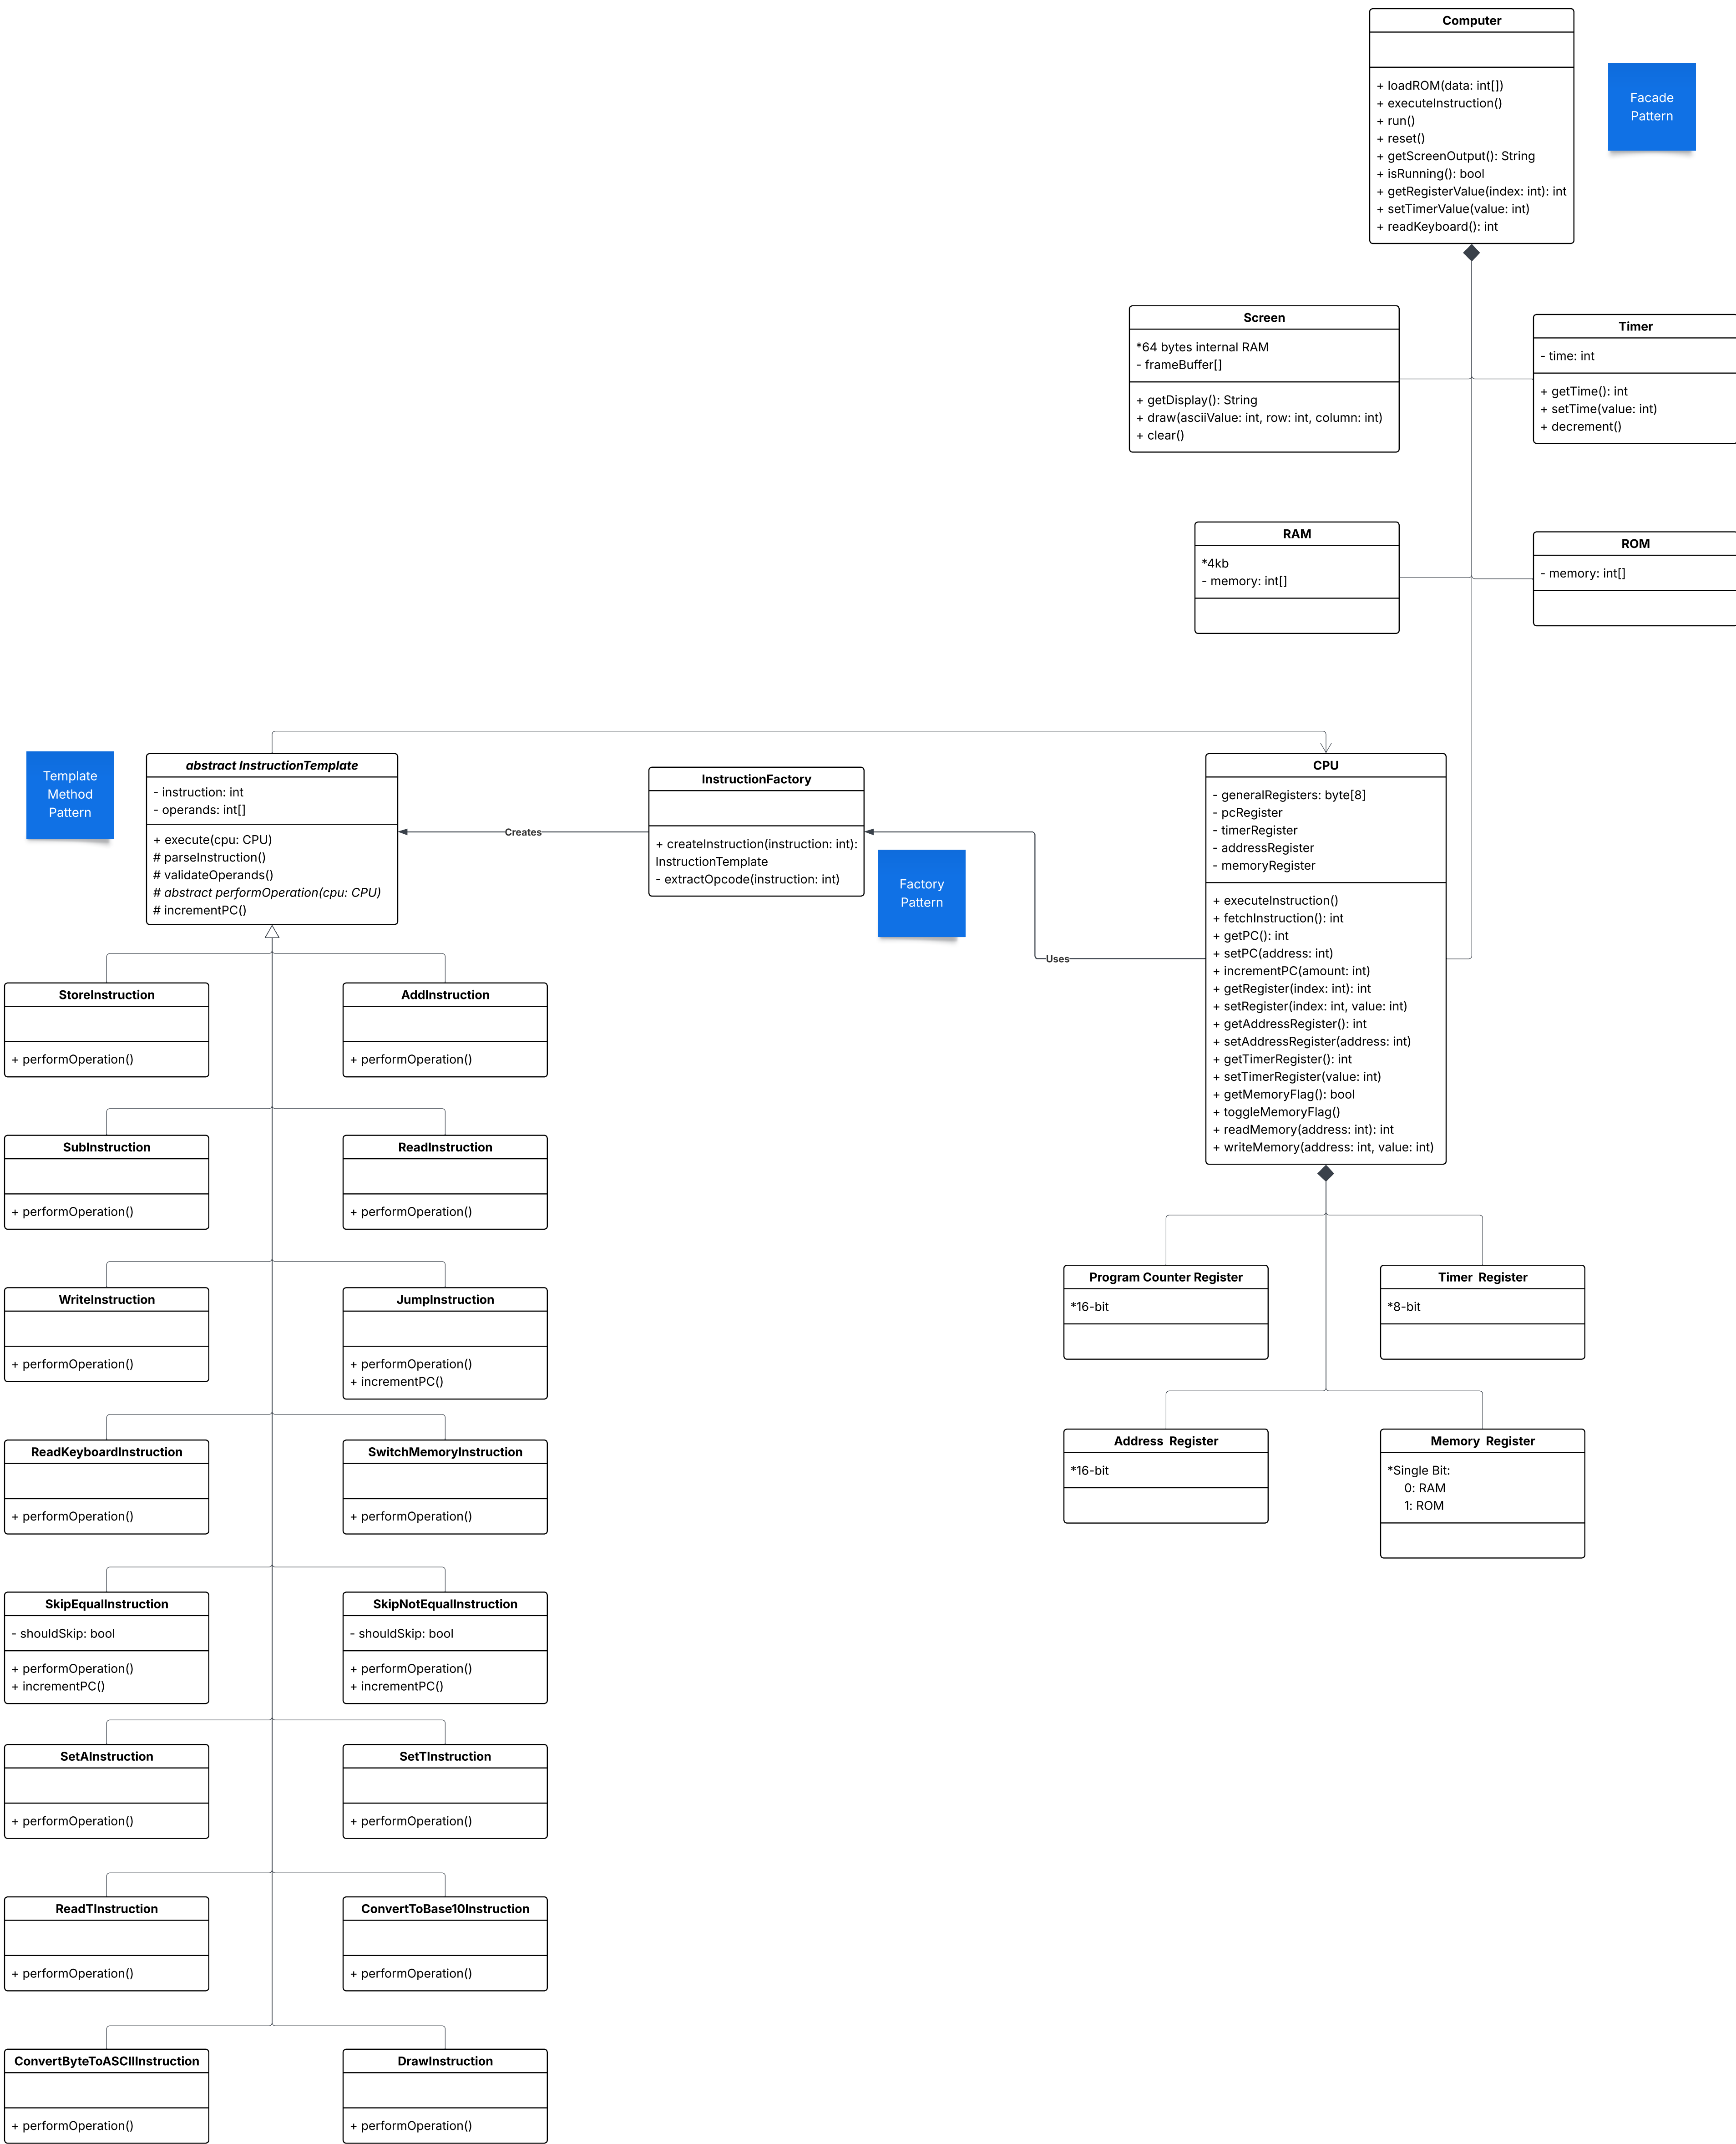 Computer
+ loadROM(data: int[])
+ executeInstruction()
+ run()
+ reset()
+ getScreenOutput(): String
+ isRunning(): bool
+ getRegisterValue(index: int): int
+ setTimerValue(value: int)
+ readKeyboard(): int
Facade
Pattern
Screen
*64 bytes internal RAM
- frameBuffer[]
+ getDisplay(): String
+ draw(asciiValue: int, row: int, column: int)
+ clear()
Timer
- time: int
+ getTime(): int
+ setTime(value: int)
+ decrement()
RAM
*4kb
- memory: int[]
ROM
- memory: int[]
Template
Method
Pattern
abstract InstructionTemplate
- instruction: int
- operands: int[]
+ execute(cpu: CPU)
# parseInstruction()
# validateOperands()
# abstract performOperation(cpu: CPU)
# incrementPC()
Creates
InstructionFactory
+ createInstruction(instruction: int):
InstructionTemplate
- extractOpcode(instruction: int)
Factory
Pattern
Uses
CPU
- generalRegisters: byte[8]
- pcRegister
- timerRegister
- addressRegister
- memoryRegister
+ executeInstruction()
+ fetchInstruction(): int
+ getPC(): int
+ setPC(address: int)
+ incrementPC(amount: int)
+ getRegister(index: int): int
+ setRegister(index: int, value: int)
+ getAddressRegister(): int
+ setAddressRegister(address: int)
+ getTimerRegister(): int
+ setTimerRegister(value: int)
+ getMemoryFlag(): bool
+ toggleMemoryFlag()
+ readMemory(address: int): int
+ writeMemory(address: int, value: int)
StoreInstruction
+ performOperation()
AddInstruction
+ performOperation()
SubInstruction
+ performOperation()
ReadInstruction
+ performOperation()
WriteInstruction
+ performOperation()
JumpInstruction
+ performOperation()
+ incrementPC()
ReadKeyboardInstruction
+ performOperation()
SwitchMemoryInstruction
+ performOperation()
SkipEqualInstruction
- shouldSkip: bool
+ performOperation()
+ incrementPC()
SkipNotEqualInstruction
- shouldSkip: bool
+ performOperation()
+ incrementPC()
SetAInstruction
+ performOperation()
SetTInstruction
+ performOperation()
ReadTInstruction
+ performOperation()
ConvertToBase10Instruction
+ performOperation()
ConvertByteToASCIIInstruction
+ performOperation()
DrawInstruction
+ performOperation()
Program Counter Register
*16-bit
Timer Register
*8-bit
Address Register
*16-bit
Memory Register
*Single Bit:
0: RAM
1: ROM